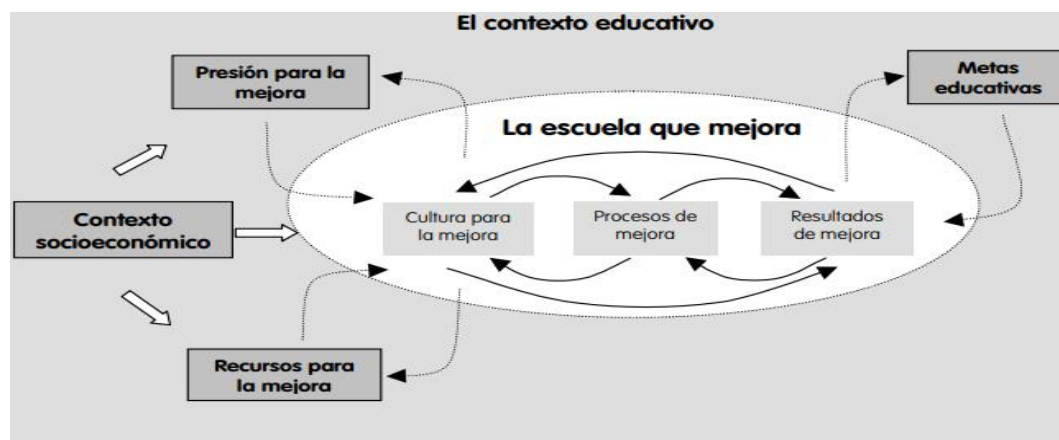 El contexto educativo
Presión para la
mejora
Metas
educativas
La escuela que mejora
Contexto
socioeconómico
Cultura para
la mejora
Procesos de
mejora
Resultados
de mejora
Recursos para
la mejora